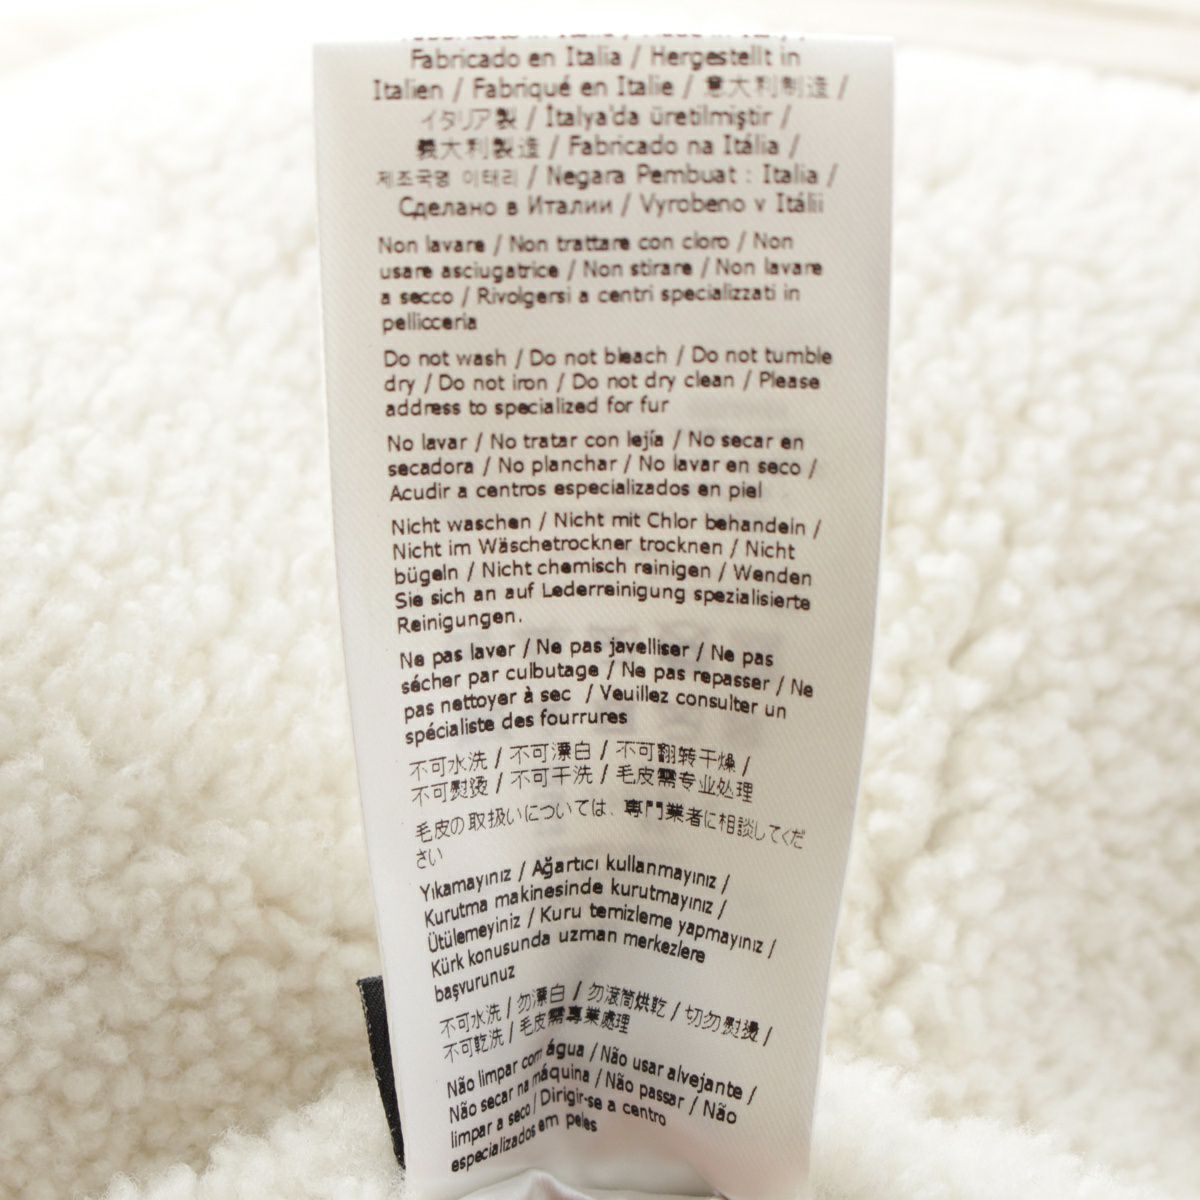 Fabricado en Italia / Hergestellt in
Italien / Fabriqué en Italie / 意大利制造 /
イタリア製 / İtalya'da üretilmiştir /
義大利製造 / Fabricado na Itália /
제조국명 이태리 / Negara Pembuat : Italia /
Сделано в Италии / Vyrobeno v Itálii
Non lavare / Non trattare con cloro / Non
usare asciugatrice / Non stirare / Non lavare
a secco / Rivolgersi a centri specializzati in
pellicceria
Do not wash / Do not bleach / Do not tumble
dry / Do not iron / Do not dry clean / Please
address to specialized for fur
No lavar / No tratar con lejía / No secar en
secadora / No planchar / No lavar en seco /
Acudir a centros especializados en piel
Nicht waschen / Nicht mit Chlor behandeln /
Nicht im Wäschetrockner trocknen / Nicht
bügeln / Nicht chemisch reinigen / Wenden
Sie sich an auf Lederreinigung spezialisierte
Reinigungen.
Ne pas laver / Ne pas javelliser / Ne pas
sécher par culbutage / Ne pas repasser / Ne
pas nettoyer à sec / Veuillez consulter un
spécialiste des fourrures
不可水洗 / 不可漂白 / 不可翻转干燥 /
不可熨烫 / 不可干洗 / 毛皮需专业处理
毛皮の取扱いについては、専門業者に相談してくだ
さい
Yıkamayınız / Ağartıcı kullanmayınız /
Kurutma makinesinde kurutmayınız /
Ütülemeyiniz / Kuru temizleme yapmayınız /
Kürk konusunda uzman merkezlere
başvurunuz
不可水洗 / 勿漂白 / 勿滾筒烘乾 / 切勿熨燙 /
不可乾洗 / 毛皮需專業處理
Não limpar com água / Não usar alvejante /
Não secar na máquina / Não passar / Não
limpar a seco / Dirigir-se a centro
especializados em peles